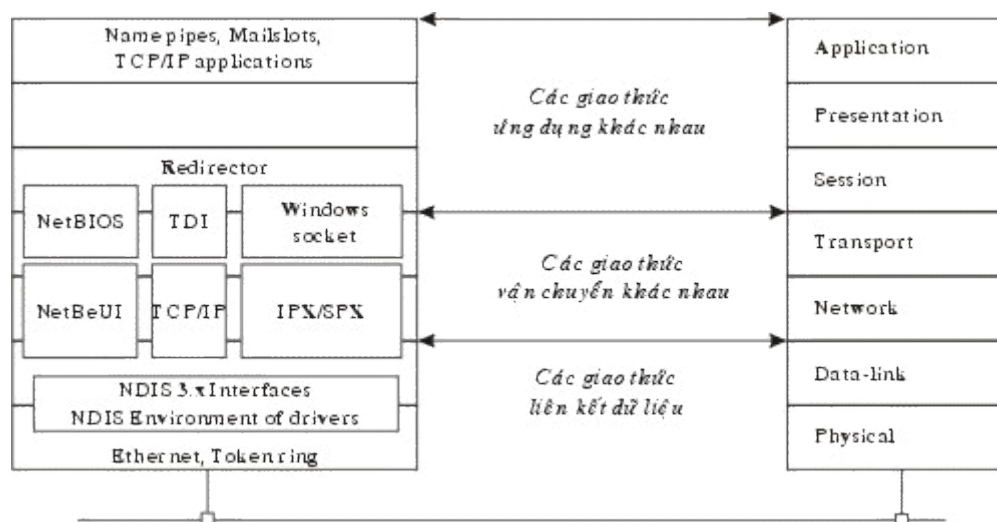 Name pipes, Mailslots,
TCP/IP applications
Redirector
NetBIOS
TDI
Windows
socket
NetBeUI
TCP/IP
IPX/SPX
NDIS 3.x Interfaces
NDIS Environment of drivers
Ethernet, Token ring
Các giao thức
ứng dụng khác nhau
Các giao thức
vận chuyển khác nhau
Các giao thức
liên kết dữ liệu
Application
Presentation
Session
Transport
Network
Data-link
Physical